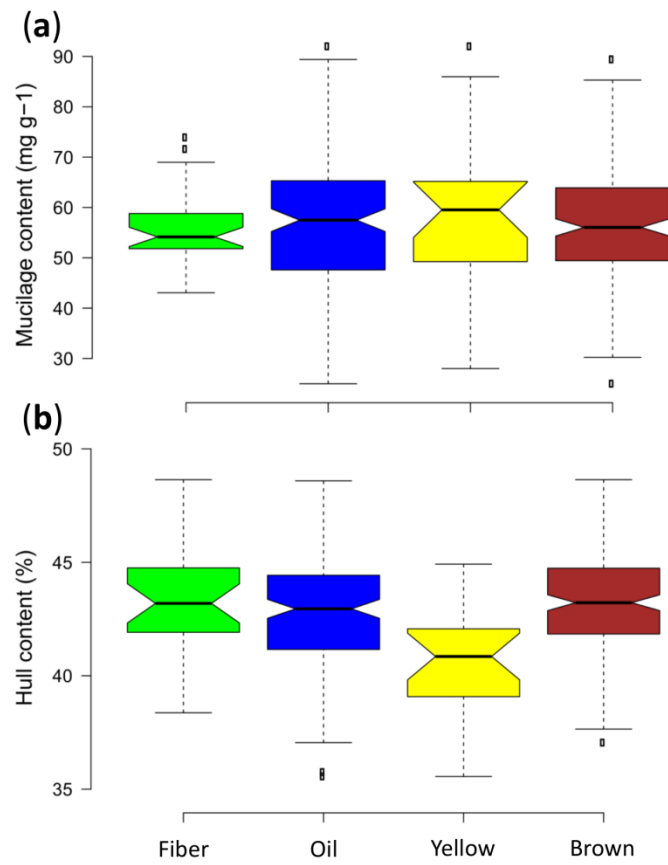 (a)
Mucilage content (mg g−1)
90
80
70
60
50
40
30
(b)
Hull content (%)
50
45
40
35
Fiber Oil Yellow Brown